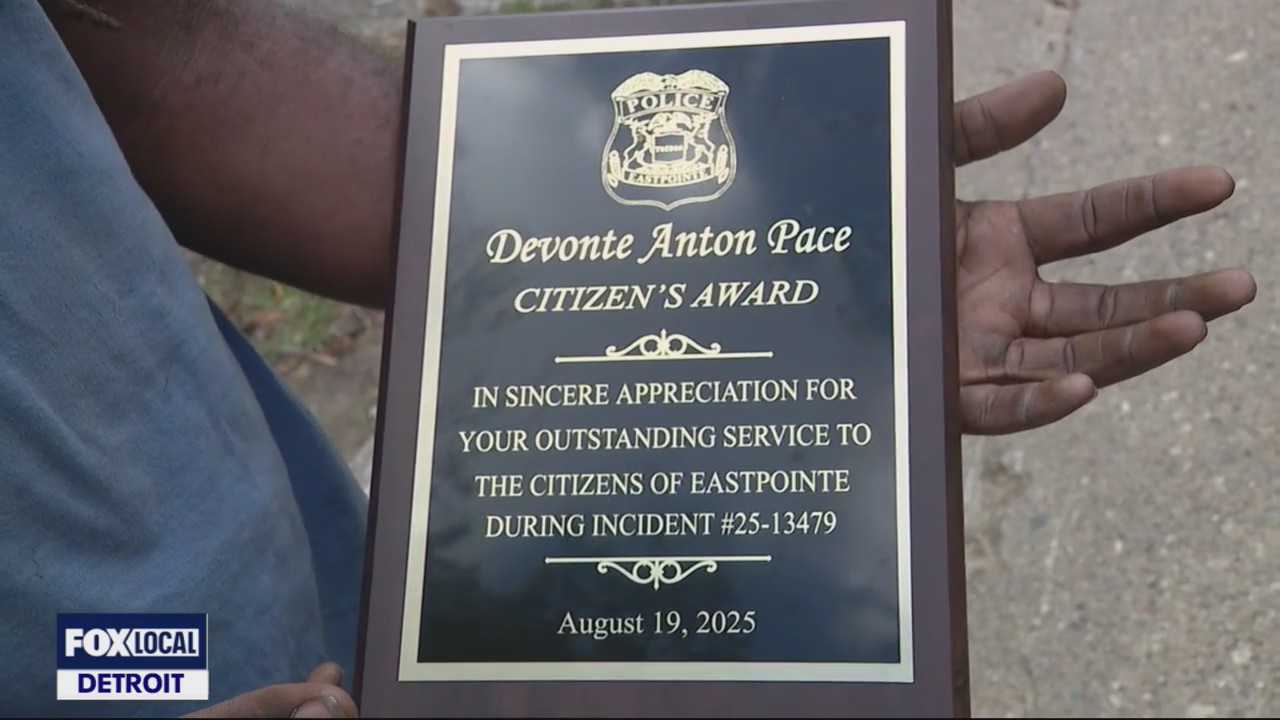 POLICE
TUEBOR
EASTPOINTE
Devonte Anton Pace
CITIZEN'S AWARD
IN SINCERE APPRECIATION FOR
YOUR OUTSTANDING SERVICE TO
THE CITIZENS OF EASTPOINTE
DURING INCIDENT #25-13479
August 19, 2025
FOX LOCAL
DETROIT